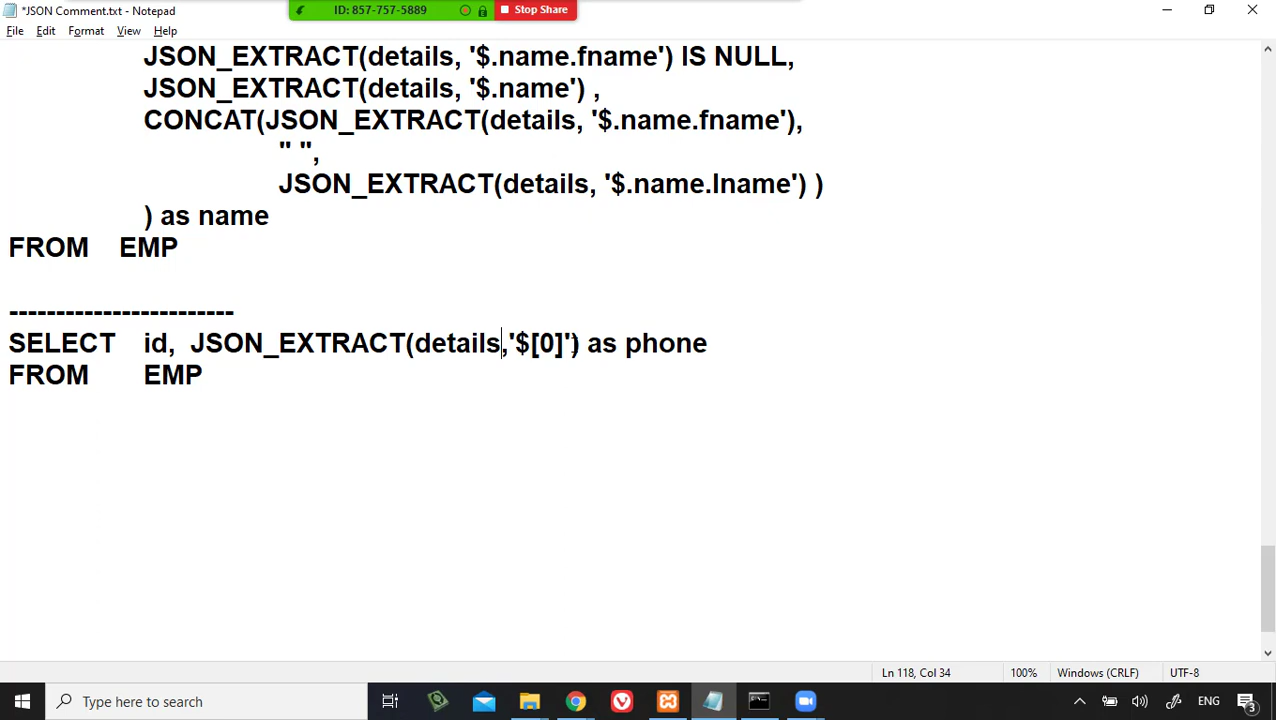 *JSON Comment.txt - Notepad
ID: 857-757-5889
Stop Share
File Edit Format View Help
JSON_EXTRACT(details, '$.name.fname') IS NULL,
JSON_EXTRACT(details, '$.name') ,
CONCAT(JSON_EXTRACT(details, '$.name.fname'),
" ",
JSON_EXTRACT(details, '$.name.lname') )
) as name
FROM EMP
------------------------
SELECT id, JSON_EXTRACT(details,'$[0]') as phone
FROM EMP
Ln 118, Col 34
100%
Windows (CRLF)
UTF-8
Type here to search
ENG
3